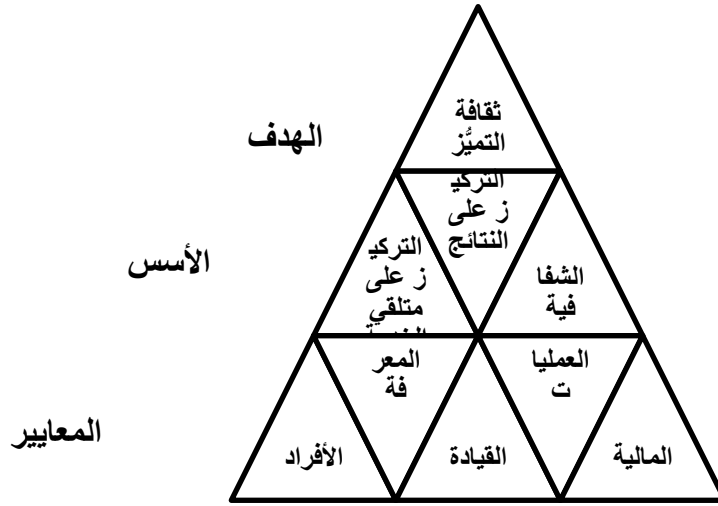 ثقافة
التميُّز
الهدف
التركي
ز على
النتائج
التركي
ز على
متلقي
الشفا
فية
الأسس
المعر
فة
العمليا
ت
الأفراد
القيادة
المالية
المعايير